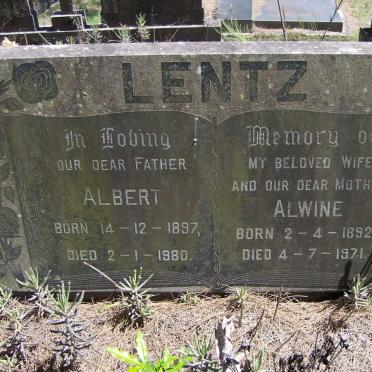 LENTZ
In Loving
OUR DEAR FATHER
ALBERT
BORN 14-12-1897,
DIED 2-1-1980.
Memory of
MY BELOVED WIFE
AND OUR DEAR MOTHER
ALWINE
BORN 2-4-1892
DIED 4-7-1971.